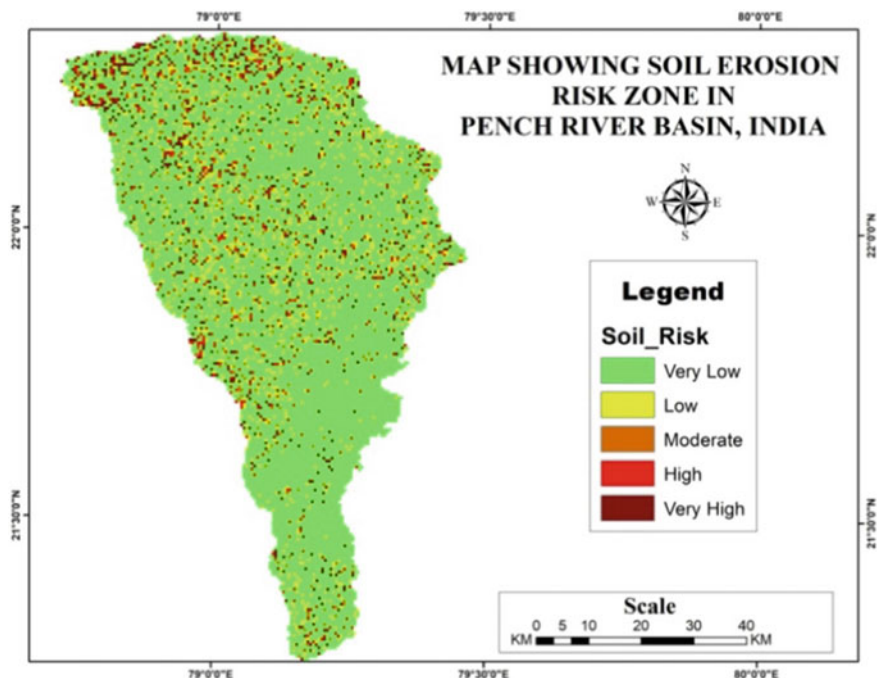 79°0'0"E 79°30'0"E 80°0'0"E
MAP SHOWING SOIL EROSION
RISK ZONE IN
PENCH RIVER BASIN, INDIA
N
W E
S
22°0'0"N 22°0'0"N
Legend
Soil_Risk
Very Low
Low
Moderate
High
Very High
21°30'0"N 21°30'0"N
Scale
0 5 10 20 30 40
KM KM
79°0'0"E 79°30'0"E 80°0'0"E